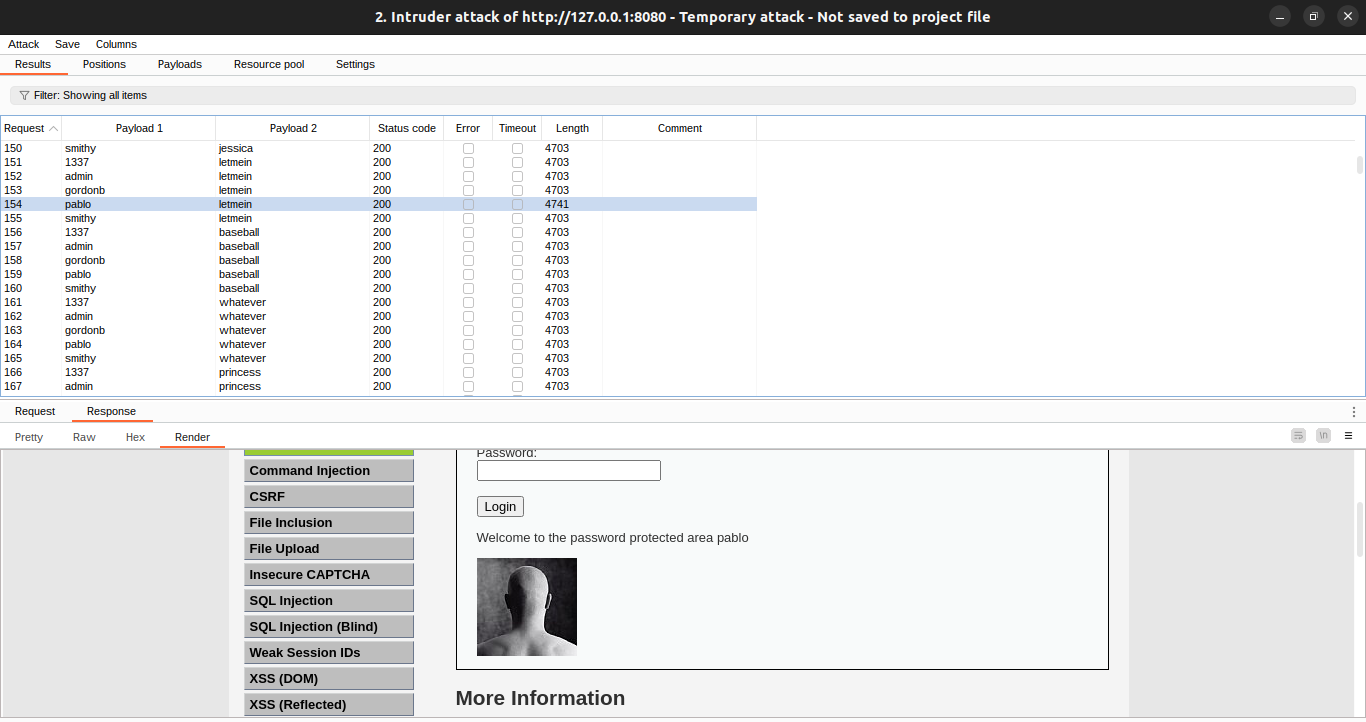 2. Intruder attack of http://127.0.0.1:8080 - Temporary attack - Not saved to project file
Attack Save Columns
Results Positions Payloads Resource pool Settings
Filter: Showing all items
Request Payload 1 Payload 2 Status code Error Timeout Length Comment
150 smithy jessica 200 4703
151 1337 letmein 200 4703
152 admin letmein 200 4703
153 gordonb letmein 200 4703
154 pablo letmein 200 4741
155 smithy letmein 200 4703
156 1337 baseball 200 4703
157 admin baseball 200 4703
158 gordonb baseball 200 4703
159 pablo baseball 200 4703
160 smithy baseball 200 4703
161 1337 whatever 200 4703
162 admin whatever 200 4703
163 gordonb whatever 200 4703
164 pablo whatever 200 4703
165 smithy whatever 200 4703
166 1337 princess 200 4703
167 admin princess 200 4703
Request Response
Pretty Raw Hex Render \n
Command Injection
CSRF
File Inclusion
File Upload
Insecure CAPTCHA
SQL Injection
SQL Injection (Blind)
Weak Session IDs
XSS (DOM)
XSS (Reflected)
Password:
Login
Welcome to the password protected area pablo
More Information